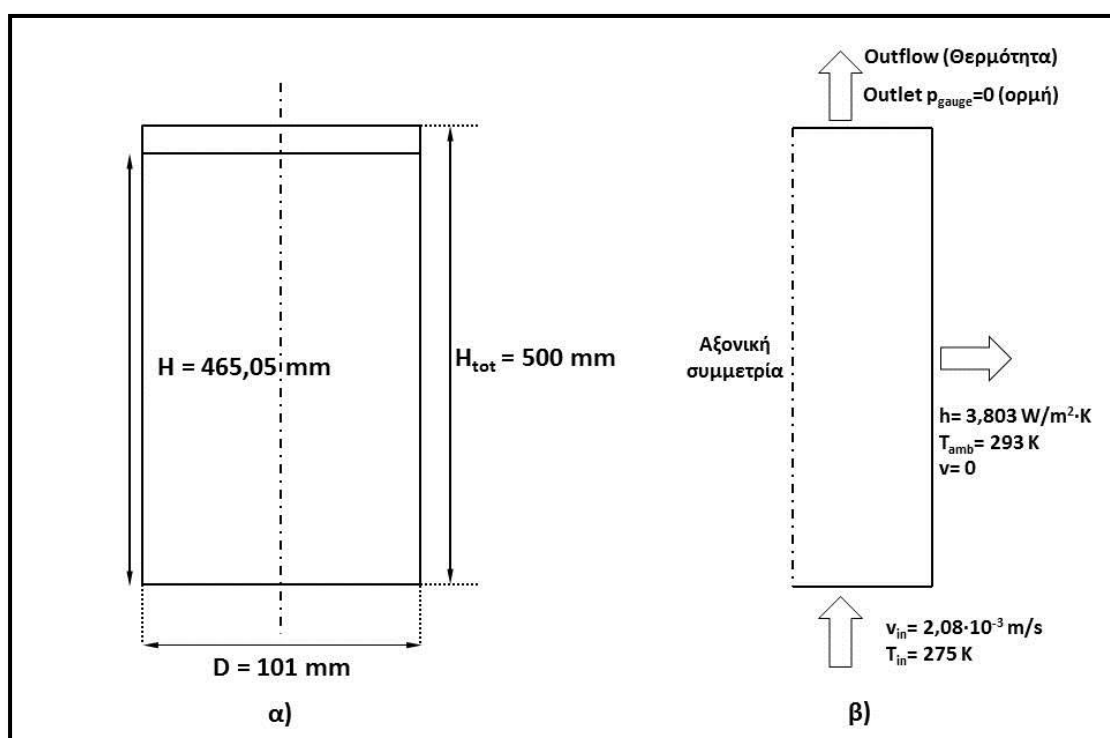 H = 465,05 mm
Htot = 500 mm
D = 101 mm
α)
Outflow (Θερμότητα)
Outlet pgauge=0 (ορμή)
Αξονική
συμμετρία
h= 3,803 W/m²·K
Tamb= 293 K
v= 0
vin= 2,08·10⁻³ m/s
Tin= 275 K
β)